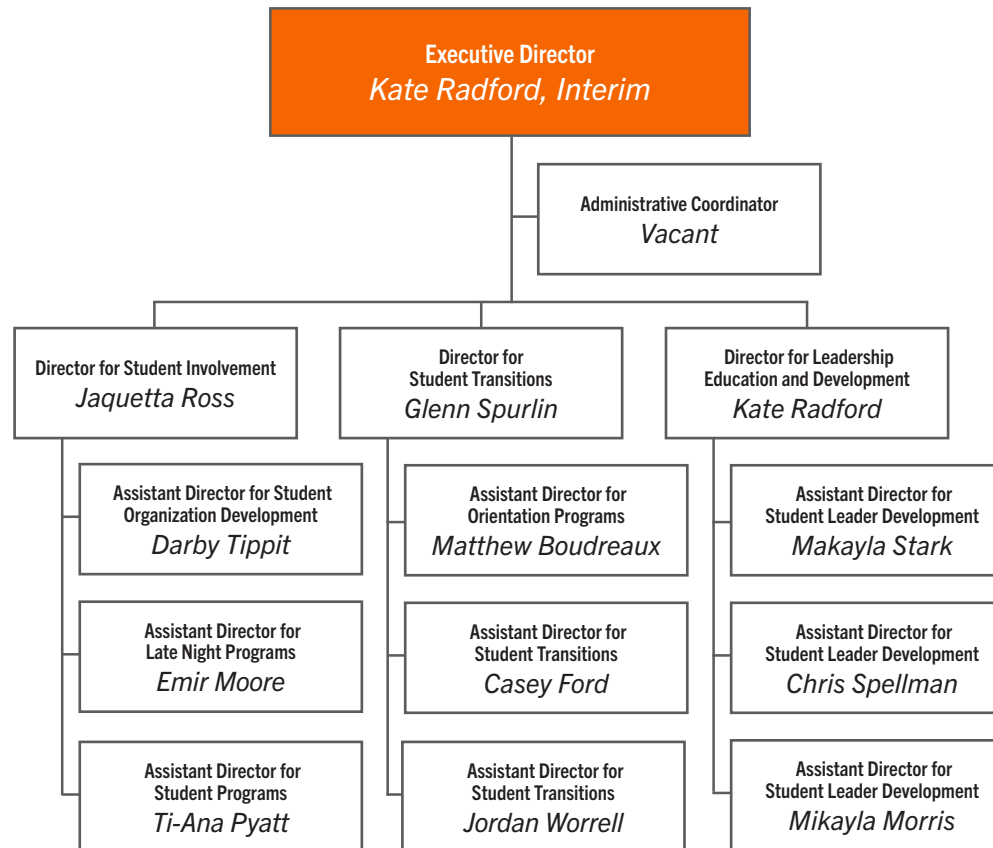 Executive Director
Kate Radford, Interim
Administrative Coordinator
Vacant
Director for Student Involvement
Jaquetta Ross
Director for
Student Transitions
Glenn Spurlin
Director for Leadership
Education and Development
Kate Radford
Assistant Director for Student
Organization Development
Darby Tippit
Assistant Director for
Orientation Programs
Matthew Boudreaux
Assistant Director for
Student Leader Development
Makayla Stark
Assistant Director for
Late Night Programs
Emir Moore
Assistant Director for
Student Transitions
Casey Ford
Assistant Director for
Student Leader Development
Chris Spellman
Assistant Director for
Student Programs
Ti-Ana Pyatt
Assistant Director for
Student Transitions
Jordan Worrell
Assistant Director for
Student Leader Development
Mikayla Morris